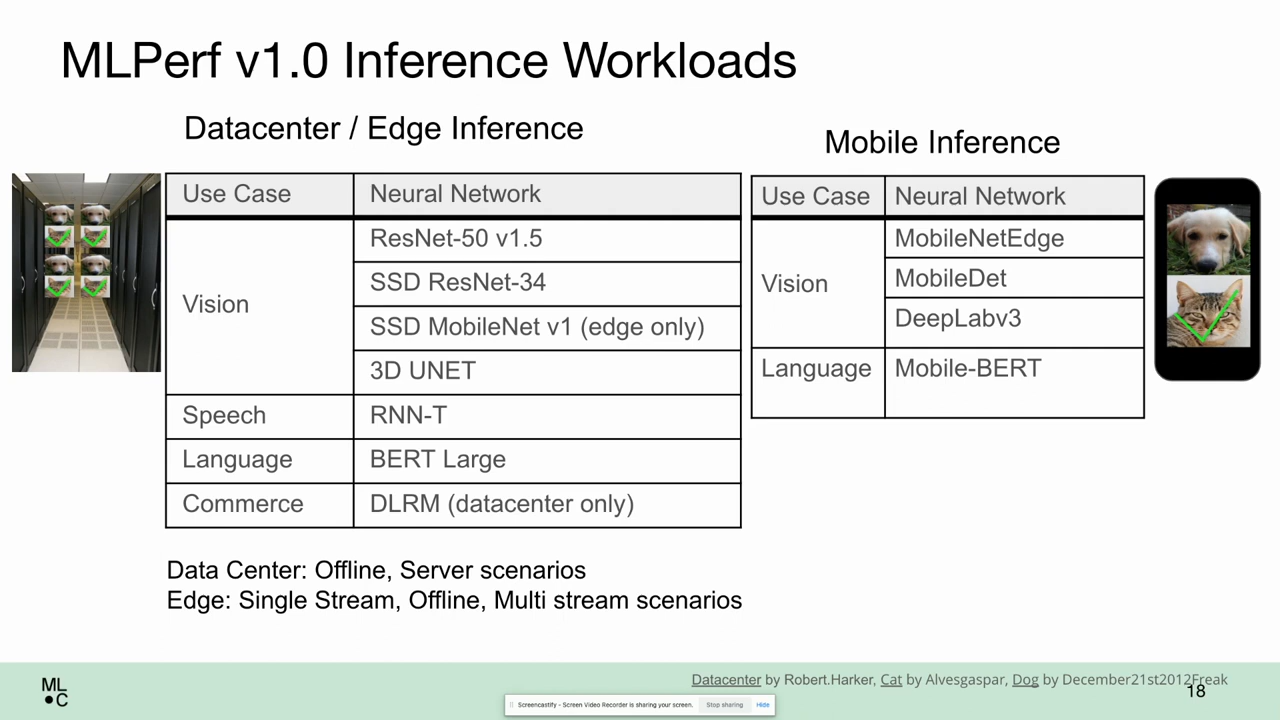 MLPerf v1.0 Inference Workloads
Datacenter / Edge Inference
Use Case Neural Network
Vision
ResNet-50 v1.5
SSD ResNet-34
SSD MobileNet v1 (edge only)
3D UNET
Speech RNN-T
Language BERT Large
Commerce DLRM (datacenter only)
Data Center: Offline, Server scenarios
Edge: Single Stream, Offline, Multi stream scenarios
Mobile Inference
Use Case Neural Network
Vision
MobileNetEdge
MobileDet
DeepLabv3
Language Mobile-BERT
ML
C
Datacenter by Robert.Harker, Cat by Alvesgaspar, Dog by December21st2012Freak
18
Screencastify - Screen Video Recorder is sharing your screen. Stop sharing Hide